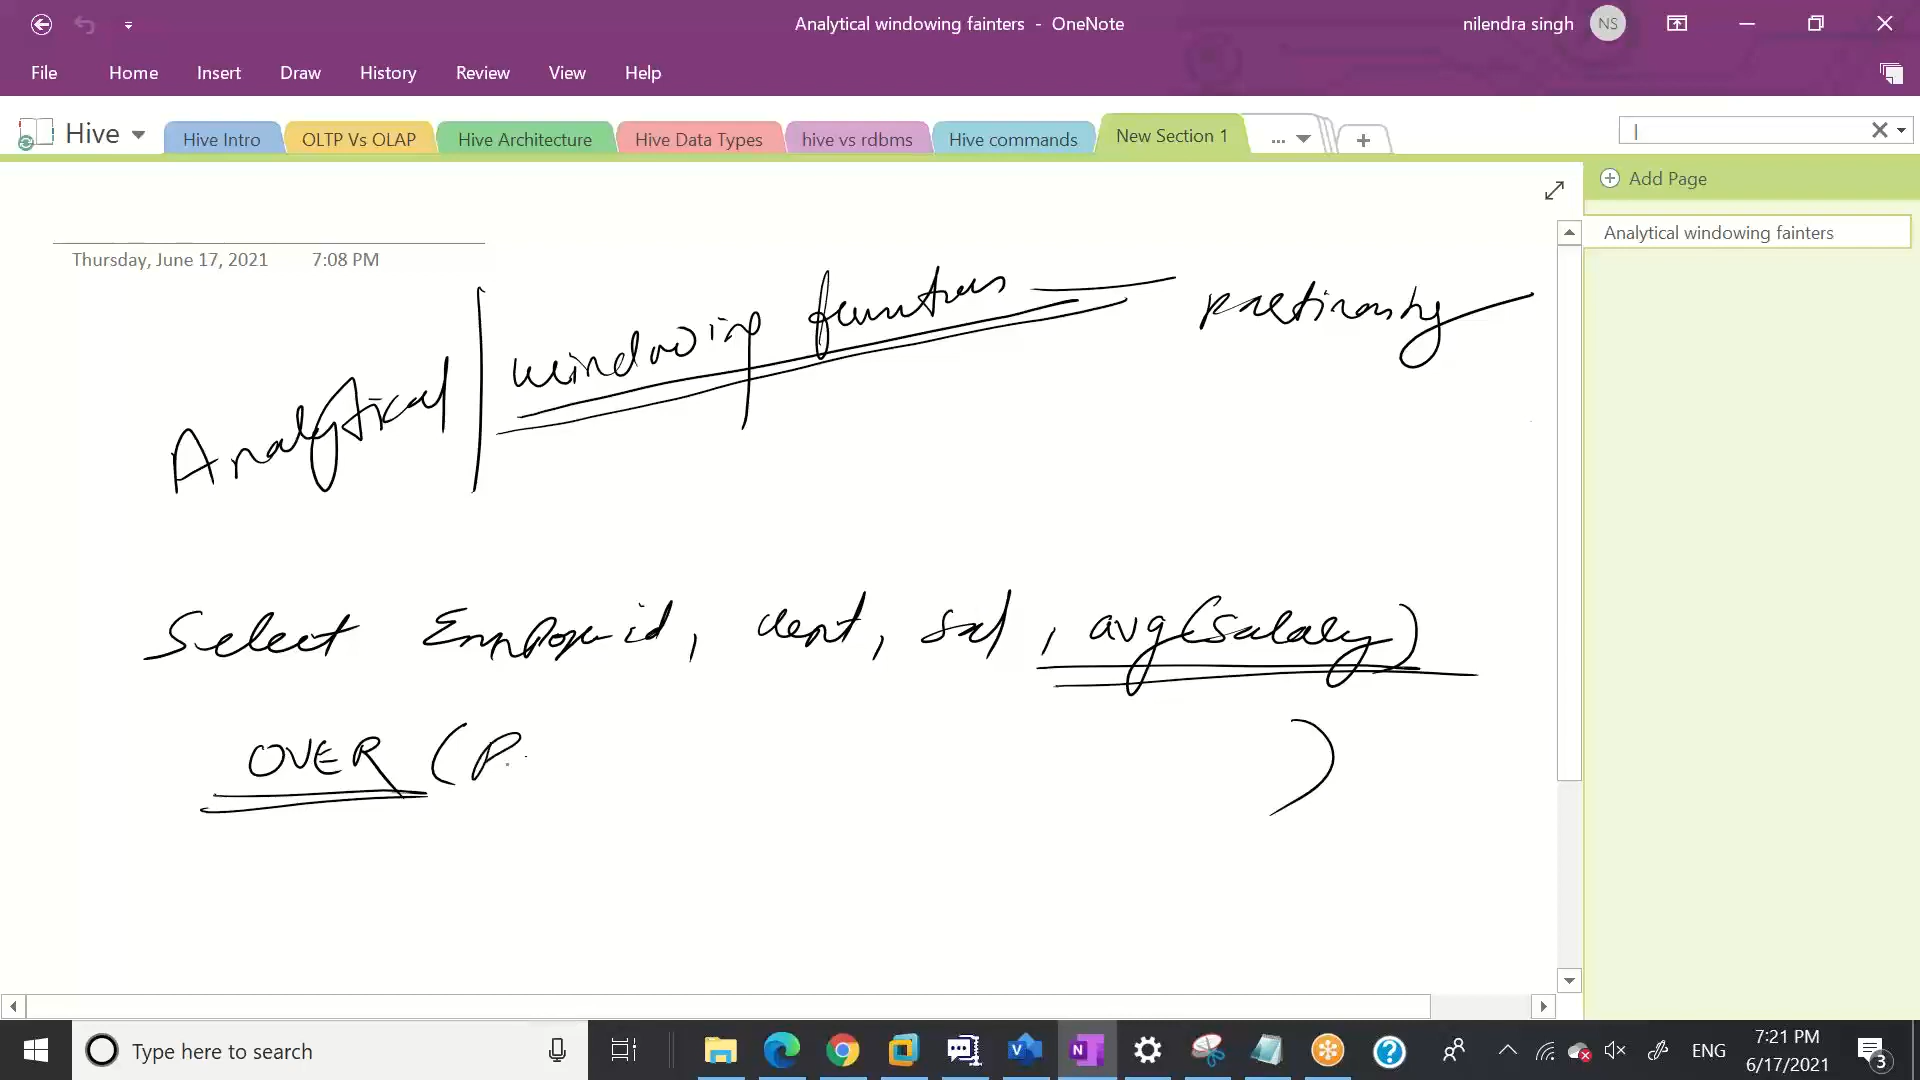 Analytical windowing fainters - OneNote
nilendra singh NS
File Home Insert Draw History Review View Help
Hive Hive Intro OLTP Vs OLAP Hive Architecture Hive Data Types hive vs rdbms Hive commands New Section 1 ...
Add Page
Analytical windowing fainters
Thursday, June 17, 2021 7:08 PM
Analytical | windowing
Select id, dept, sal, avg(salary)
OVER (P )
Type here to search
ENG
7:21 PM
6/17/2021
3